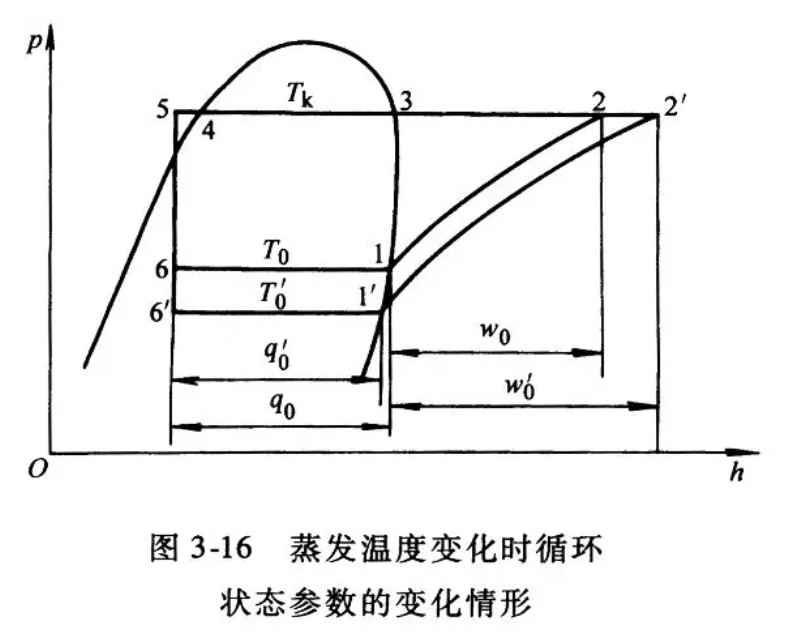 p
5 T_k 3 2 2′
4
T_0 1
6
T_0′ 1′
6′
w_0
q_0′
w_0′
q_0
O h
图 3-16 蒸发温度变化时循环
状态参数的变化情形